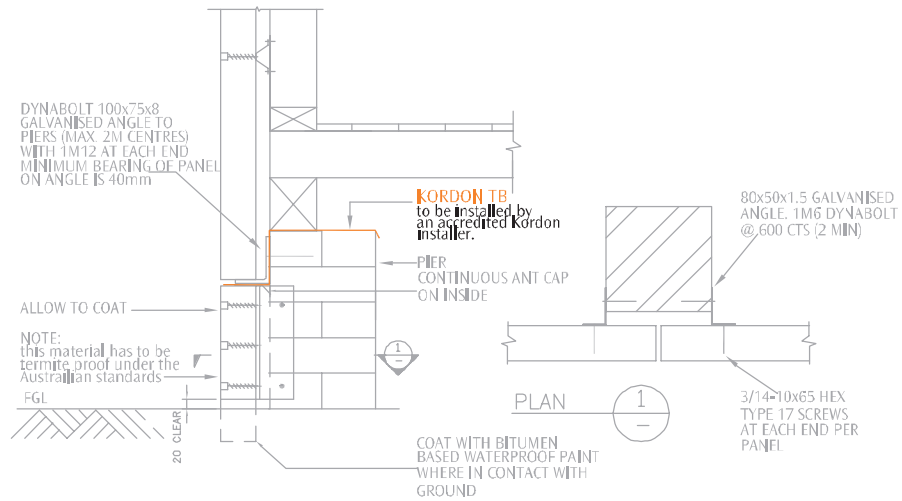 DYNABOLT 100x75x8
GALVANISED ANGLE TO
PIERS (MAX. 2M CENTRES)
WITH 1M12 AT EACH END
MINIMUM BEARING OF PANEL
ON ANGLE IS 40mm
KORDON TB
to be installed by
an accredited Kordon
installer.
PIER
CONTINUOUS ANT CAP
ON INSIDE
ALLOW TO COAT
NOTE:
this material has to be
termite proof under the
Austrailian standards
FGL
20 CLEAR
1
–
COAT WITH BITUMEN
BASED WATERPROOF PAINT
WHERE IN CONTACT WITH
GROUND
80x50x1.5 GALVANISED
ANGLE. 1M6 DYNABOLT
@ 600 CTS (2 MIN)
PLAN
1
–
3/14-10x65 HEX
TYPE 17 SCREWS
AT EACH END PER
PANEL